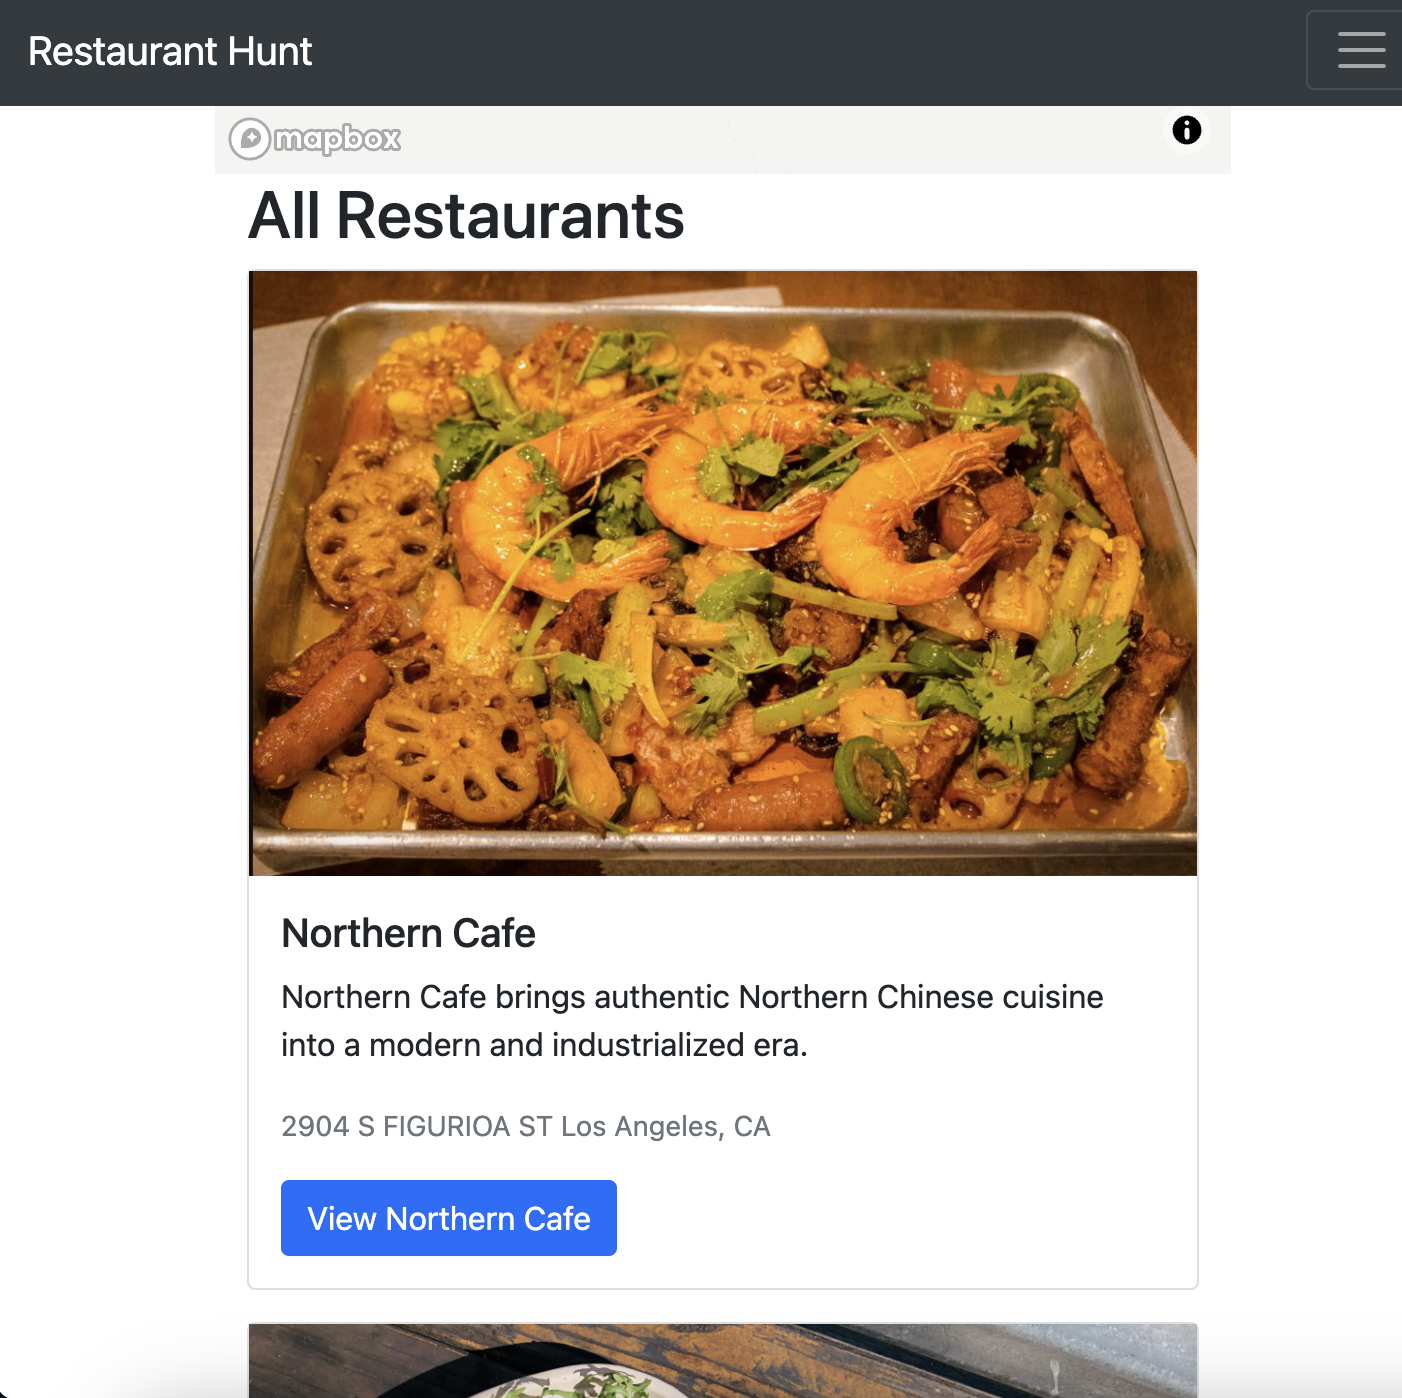 Restaurant Hunt
mapbox
All Restaurants
Northern Cafe
Northern Cafe brings authentic Northern Chinese cuisine
into a modern and industrialized era.
2904 S FIGURIOA ST Los Angeles, CA
View Northern Cafe